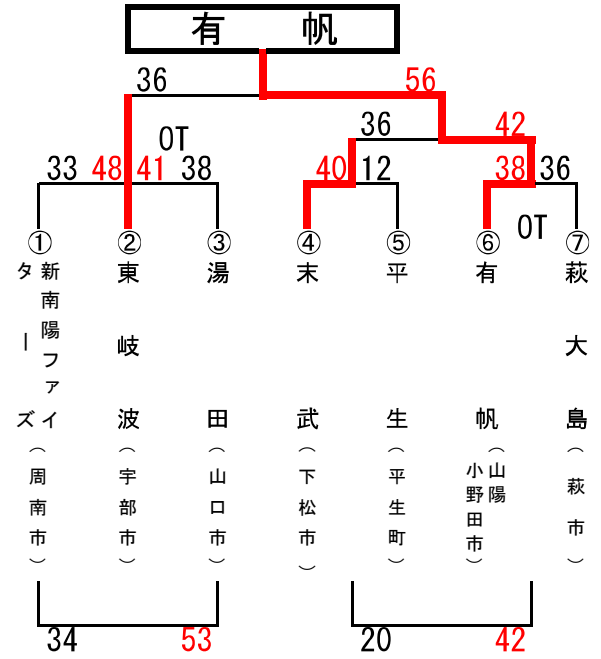 有 帆
36
56
OT
36
42
33
48
41
38
40
12
38
36
OT
①
②
③
④
⑤
⑥
⑦
新南陽ファイターズ
(周南市)
東岐波
(宇部市)
湯田
(山口市)
末武
(下松市)
平生
(平生町)
有帆
(山陽小野田市)
萩大島
(萩市)
34
53
20
42